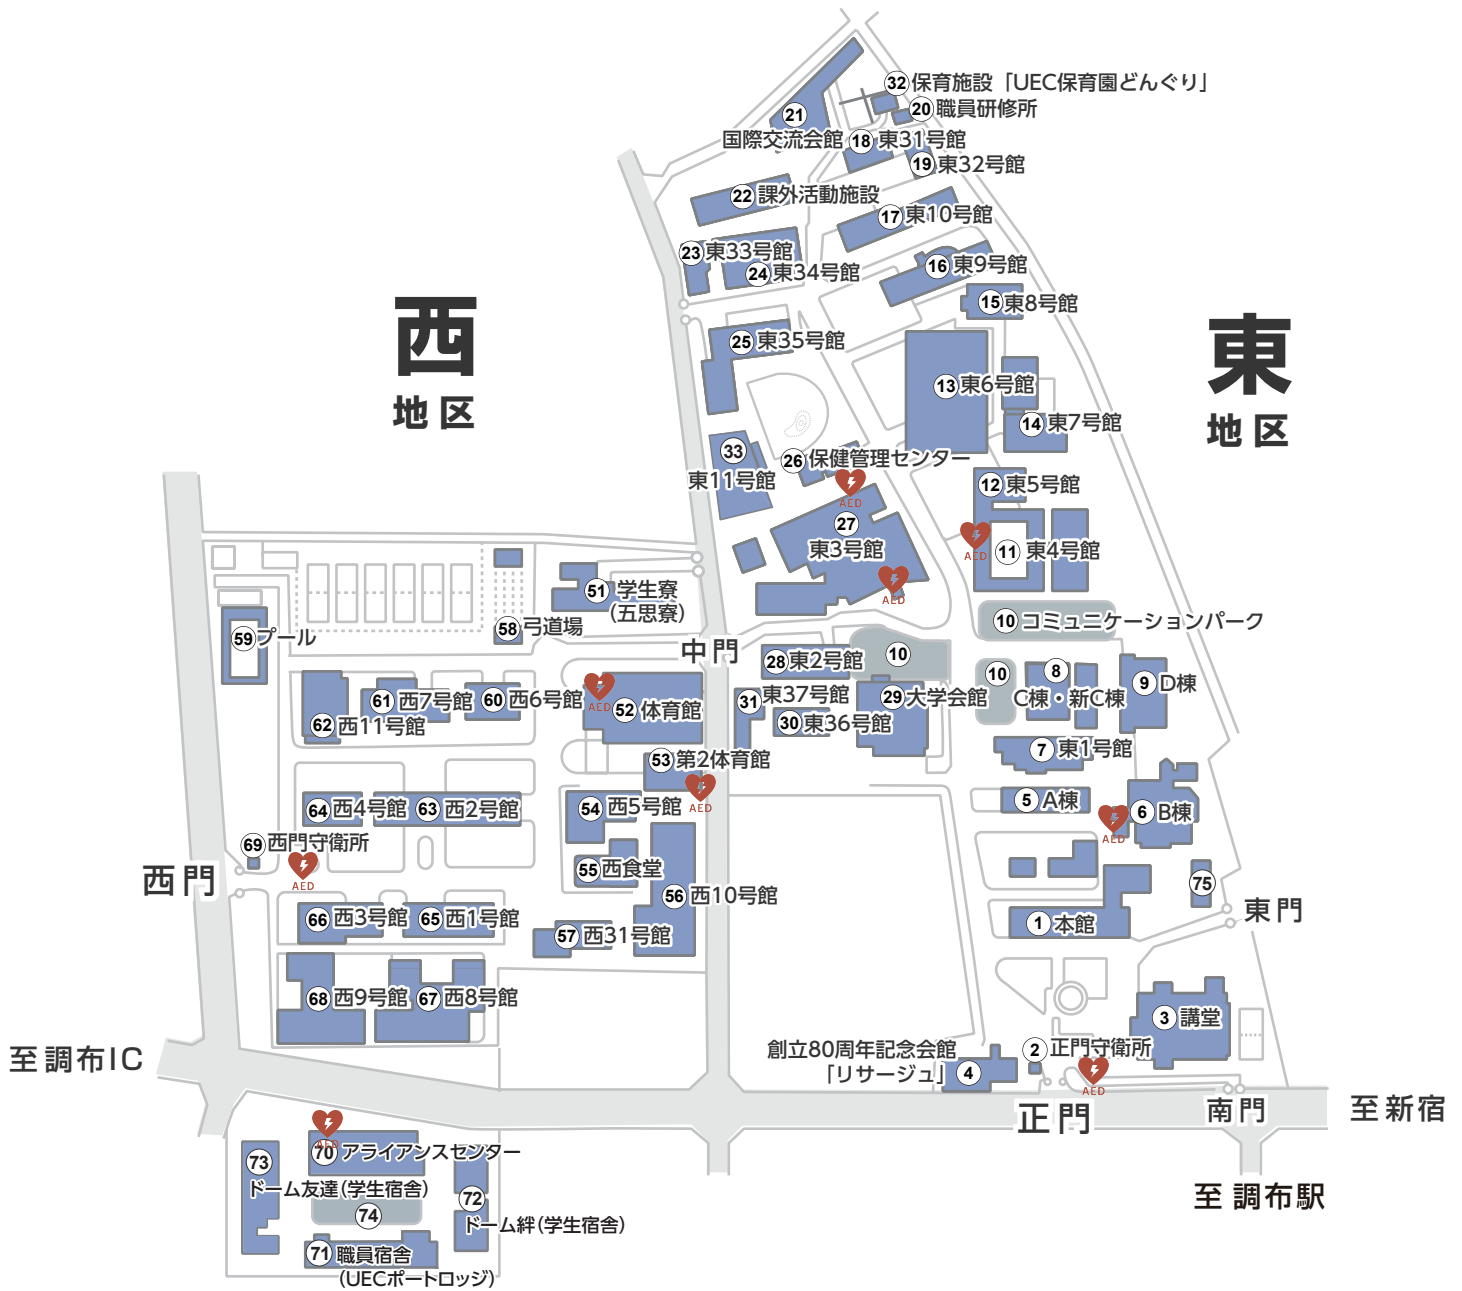 32 保育施設「UEC保育園どんぐり」
20 職員研修所
21
国際交流会館
18 東31号館
19 東32号館
22 課外活動施設
17 東10号館
23 東33号館
24 東34号館
16 東9号館
15 東8号館
西
地区
東
地区
25 東35号館
13 東6号館
14 東7号館
33
東11号館
26 保健管理センター
AED
12 東5号館
27
東3号館
AED
11 東4号館
AED
51 学生寮
(五思寮)
10 コミュニケーションパーク
58 弓道場
59 プール
中門
28 東2号館
10
10
8
C棟・新C棟
9 D棟
62 西11号館
61 西7号館
60 西6号館
AED
52 体育館
31 東37号館
30 東36号館
29 大学会館
7 東1号館
53 第2体育館
AED
64 西4号館
63 西2号館
54 西5号館
5 A棟
6 B棟
AED
69 西門守衛所
AED
西門
55 西食堂
56 西10号館
75
66 西3号館
65 西1号館
57 西31号館
1 本館
東門
68 西9号館
67 西8号館
3 講堂
至調布IC
創立80周年記念会館
「リサージュ」
4
2 正門守衛所
AED
正門
南門
至新宿
至 調布駅
AED
70 アライアンスセンター
73
ドーム友達(学生宿舎)
74
72
ドーム絆(学生宿舎)
71 職員宿舎
(UECポートロッジ)